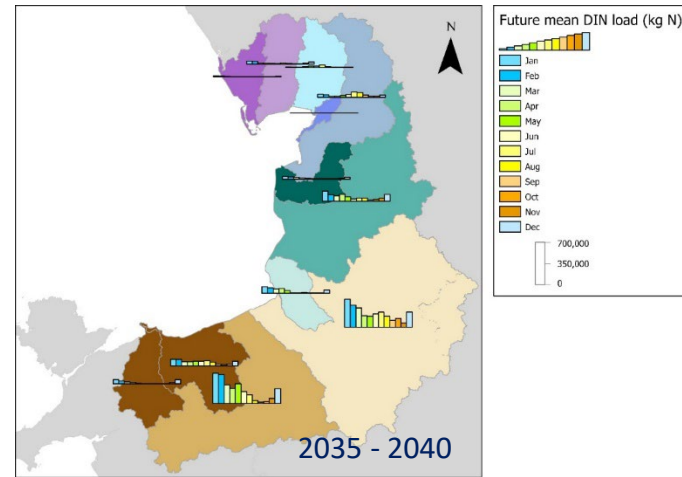 N
2035 - 2040
Future mean DIN load (kg N)
Jan
Feb
Mar
Apr
May
Jun
Jul
Aug
Sep
Oct
Nov
Dec
700,000
350,000
0